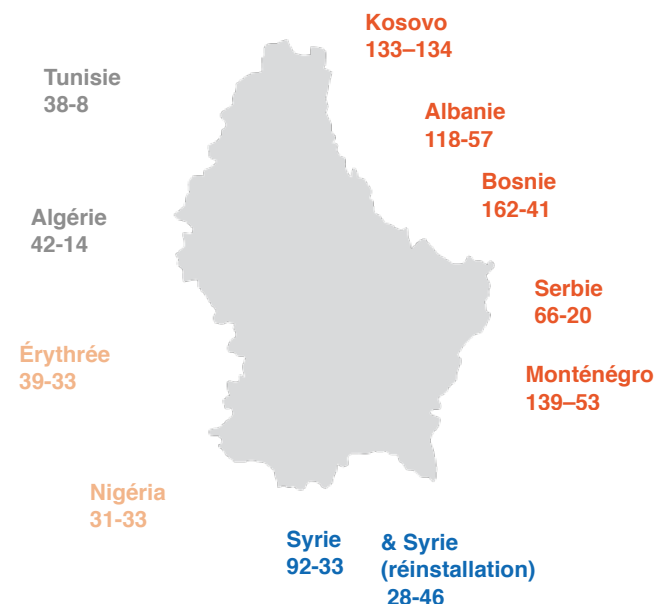 Kosovo
133–134
Tunisie
38-8
Albanie
118-57
Bosnie
162-41
Algérie
42-14
Serbie
66-20
Érythrée
39-33
Monténégro
139–53
Nigéria
31-33
Syrie
92-33
& Syrie
(réinstallation)
28-46